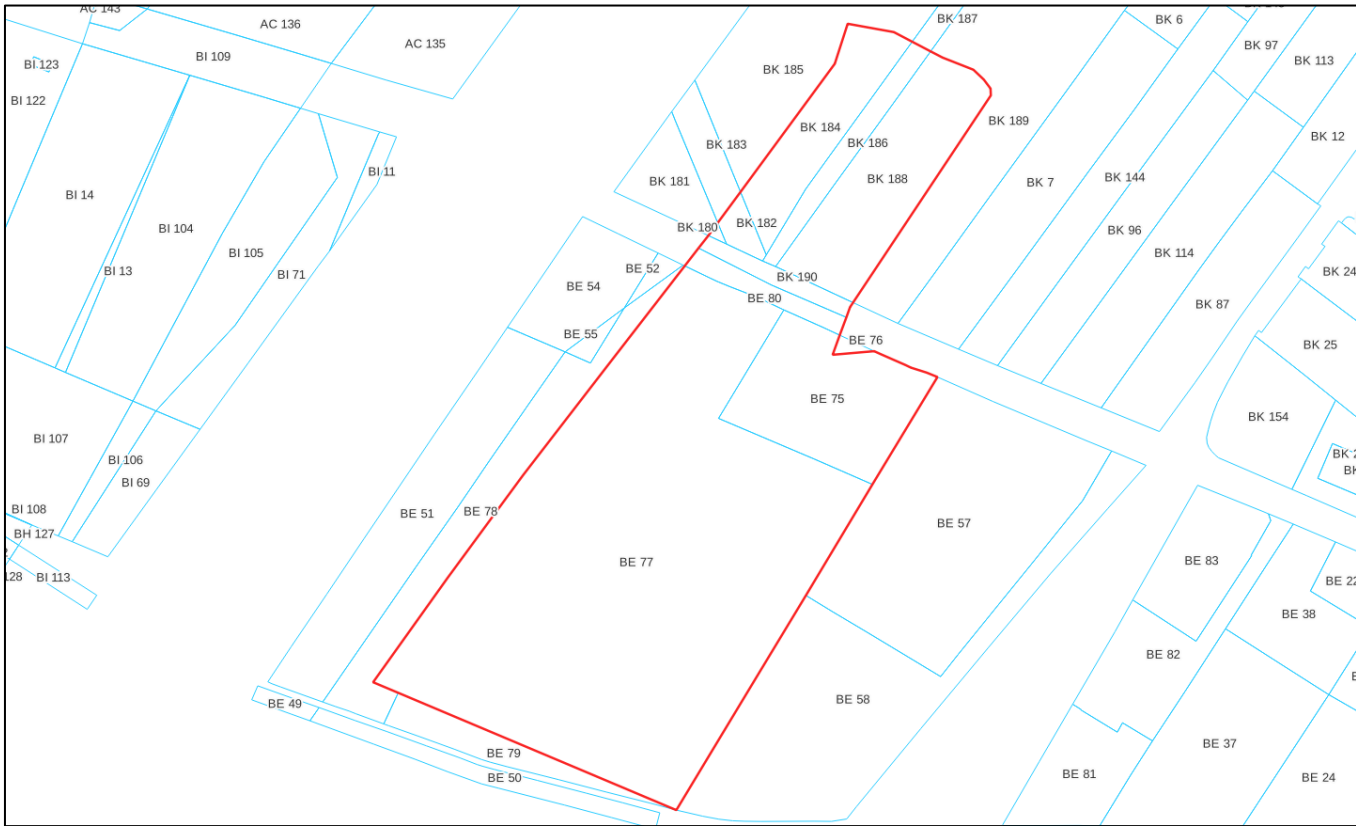 AC 143
AC 136
AC 135
BK 187
BK 6
BK 97
BK 113
BI 109
BI 123
BI 122
BK 185
BK 184
BK 186
BK 189
BK 12
BK 183
BI 11
BK 181
BK 188
BK 7
BK 144
BI 14
BI 104
BI 105
BI 13
BI 71
BK 180
BK 182
BK 96
BK 114
BK 24
BE 52
BE 54
BK 190
BE 80
BK 87
BE 55
BE 76
BK 25
BE 75
BK 154
BI 107
BI 106
BI 69
BK 2
BK
BI 108
BH 127
BE 51
BE 78
BE 57
128
BI 113
BE 77
BE 83
BE 22
BE 38
BE 82
BE 49
BE 58
BE 79
BE 50
BE 37
BE 81
BE 24